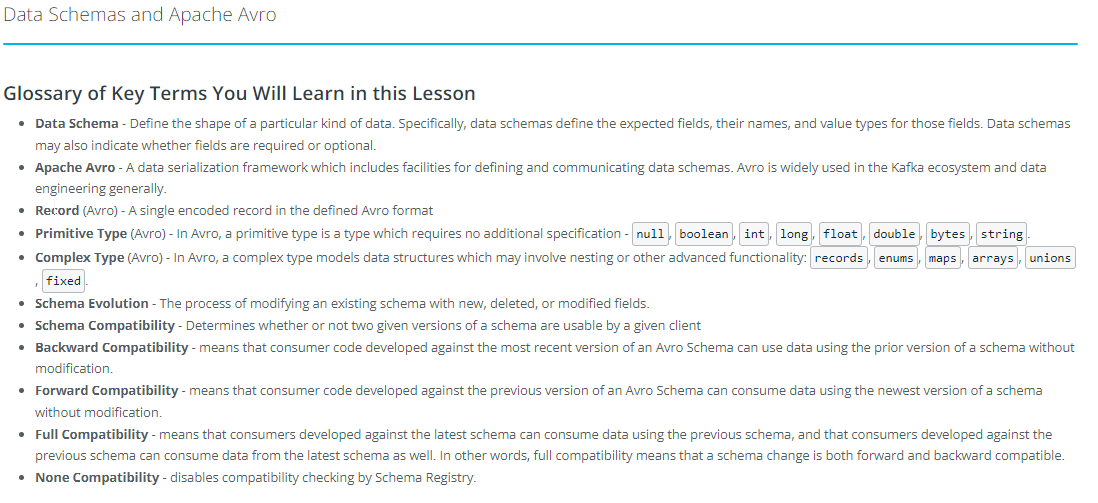 Data Schemas and Apache Avro
Glossary of Key Terms You Will Learn in this Lesson
• Data Schema - Define the shape of a particular kind of data. Specifically, data schemas define the expected fields, their names, and value types for those fields. Data schemas
may also indicate whether fields are required or optional.
• Apache Avro - A data serialization framework which includes facilities for defining and communicating data schemas. Avro is widely used in the Kafka ecosystem and data
engineering generally.
• Record (Avro) - A single encoded record in the defined Avro format
• Primitive Type (Avro) - In Avro, a primitive type is a type which requires no additional specification - null, boolean, int, long, float, double, bytes, string.
• Complex Type (Avro) - In Avro, a complex type models data structures which may involve nesting or other advanced functionality: records, enums, maps, arrays, unions
, fixed.
• Schema Evolution - The process of modifying an existing schema with new, deleted, or modified fields.
• Schema Compatibility - Determines whether or not two given versions of a schema are usable by a given client
• Backward Compatibility - means that consumer code developed against the most recent version of an Avro Schema can use data using the prior version of a schema without
modification.
• Forward Compatibility - means that consumer code developed against the previous version of an Avro Schema can consume data using the newest version of a schema
without modification.
• Full Compatibility - means that consumers developed against the latest schema can consume data using the previous schema, and that consumers developed against the
previous schema can consume data from the latest schema as well. In other words, full compatibility means that a schema change is both forward and backward compatible.
• None Compatibility - disables compatibility checking by Schema Registry.